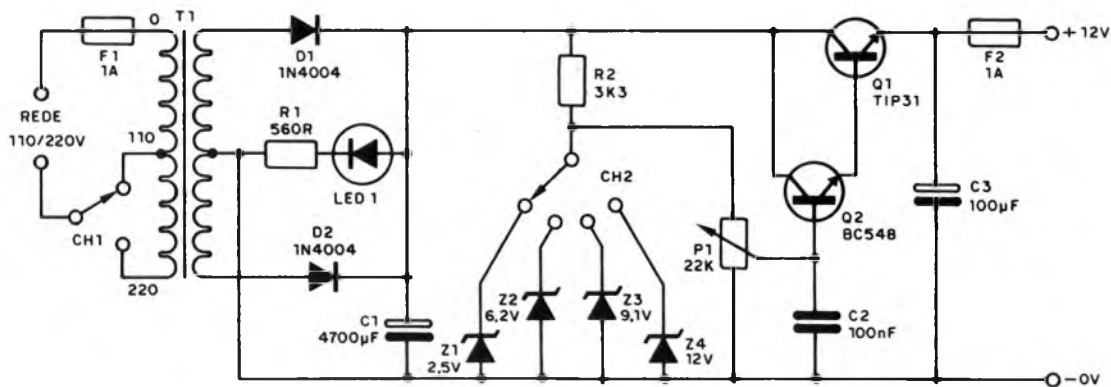 0
T1
F1
1A
REDE
110/220V
110
CH1
220
D1
1N4004
R1
560R
LED 1
D2
1N4004
C1
4700µF
R2
3K3
CH2
Z1
2,5V
Z2
6,2V
Z3
9,1V
Z4
12V
P1
22K
Q1
TIP31
Q2
BC548
C2
100nF
C3
100µF
F2
1A
+12V
-0V